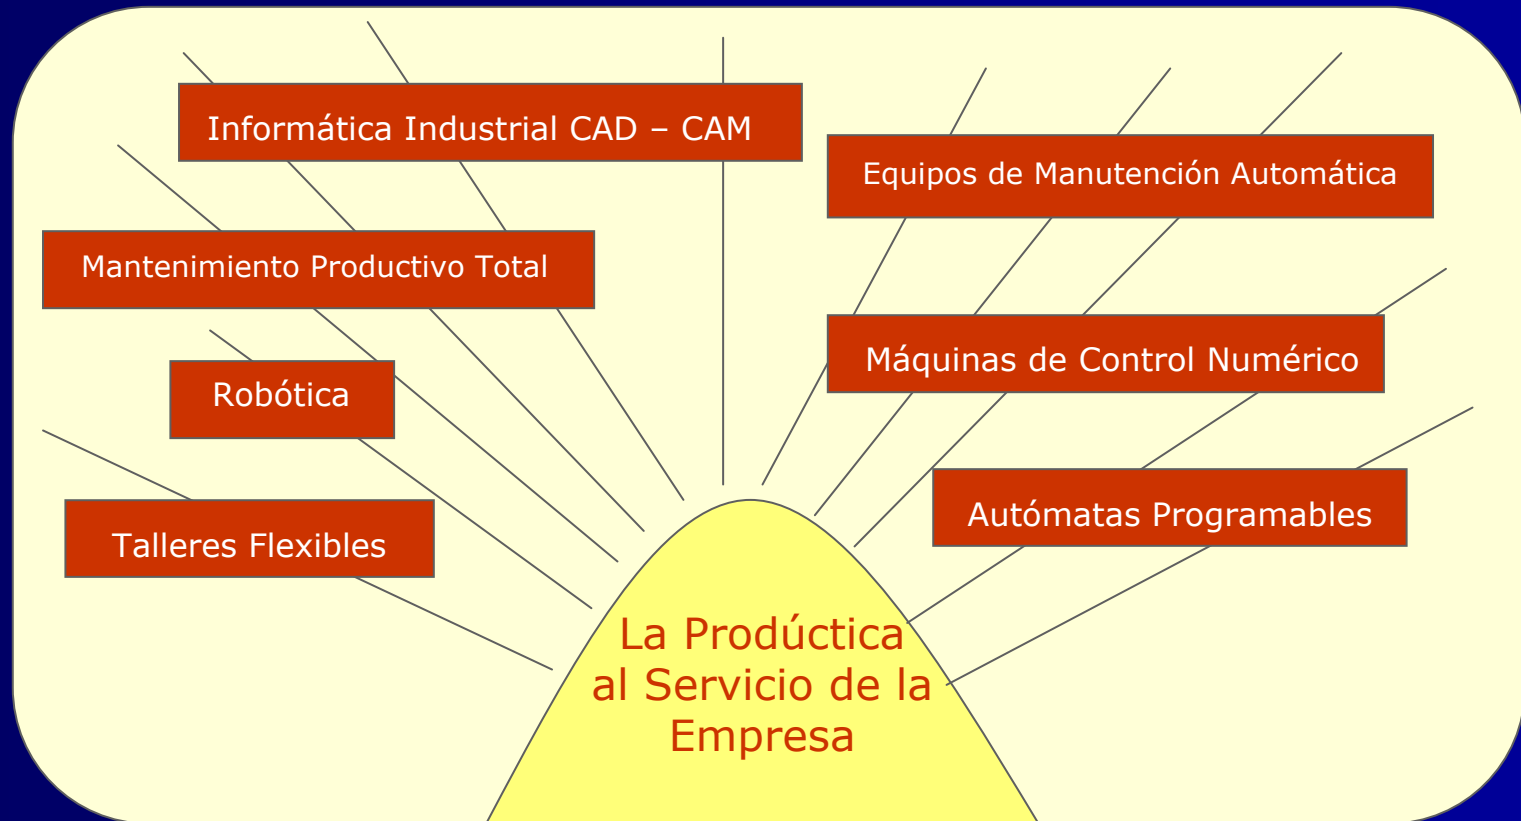 Informática Industrial CAD – CAM
Equipos de Manutención Automática
Mantenimiento Productivo Total
Máquinas de Control Numérico
Robótica
Autómatas Programables
Talleres Flexibles
La Prodúctica
al Servicio de la
Empresa